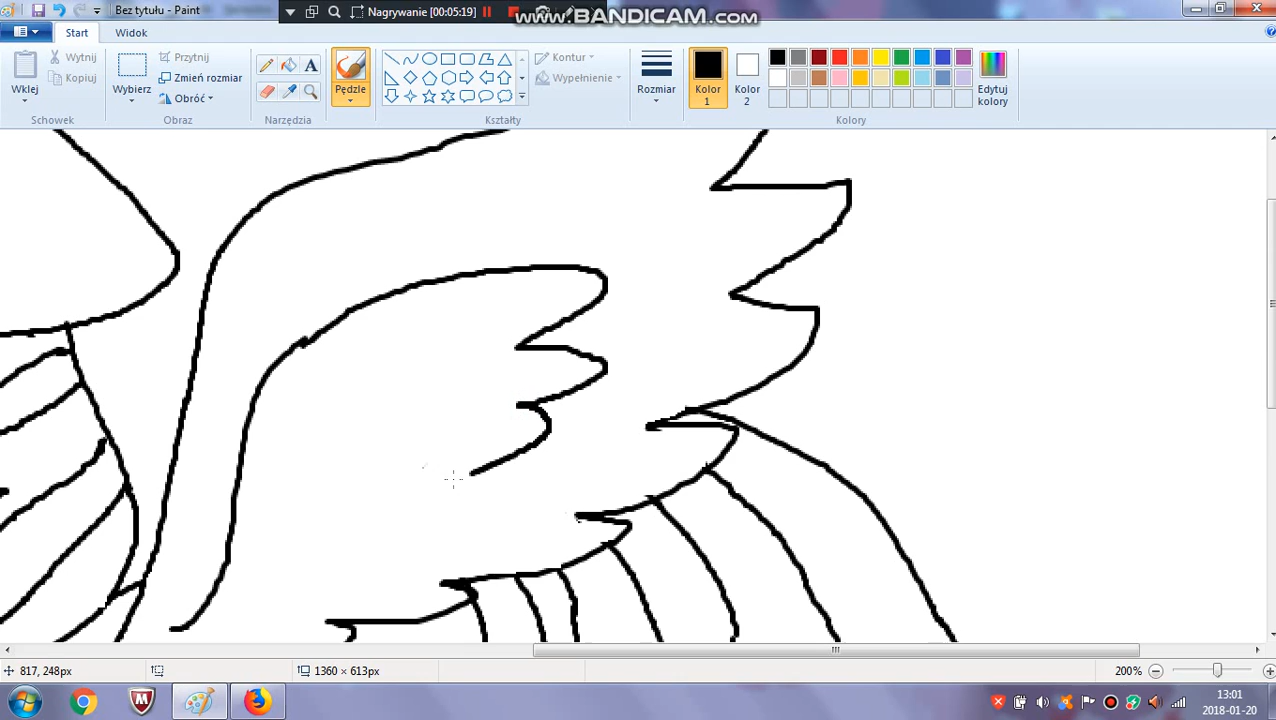 Bez tytułu - Paint
Nagrywanie [00:05:19]
www.BANDICAM.com
Start
Widok
Wklej
Wytnij
Kopiuj
Schowek
Wybierz
Przytnij
Zmień rozmiar
Obróć
Obraz
A
Narzędzia
Pędzle
Kontur
Wypełnienie
Kształty
Rozmiar
Kolor 1
Kolor 2
Edytuj kolory
Kolory
817, 248px
1360 × 613px
200%
13:01
2018-01-20